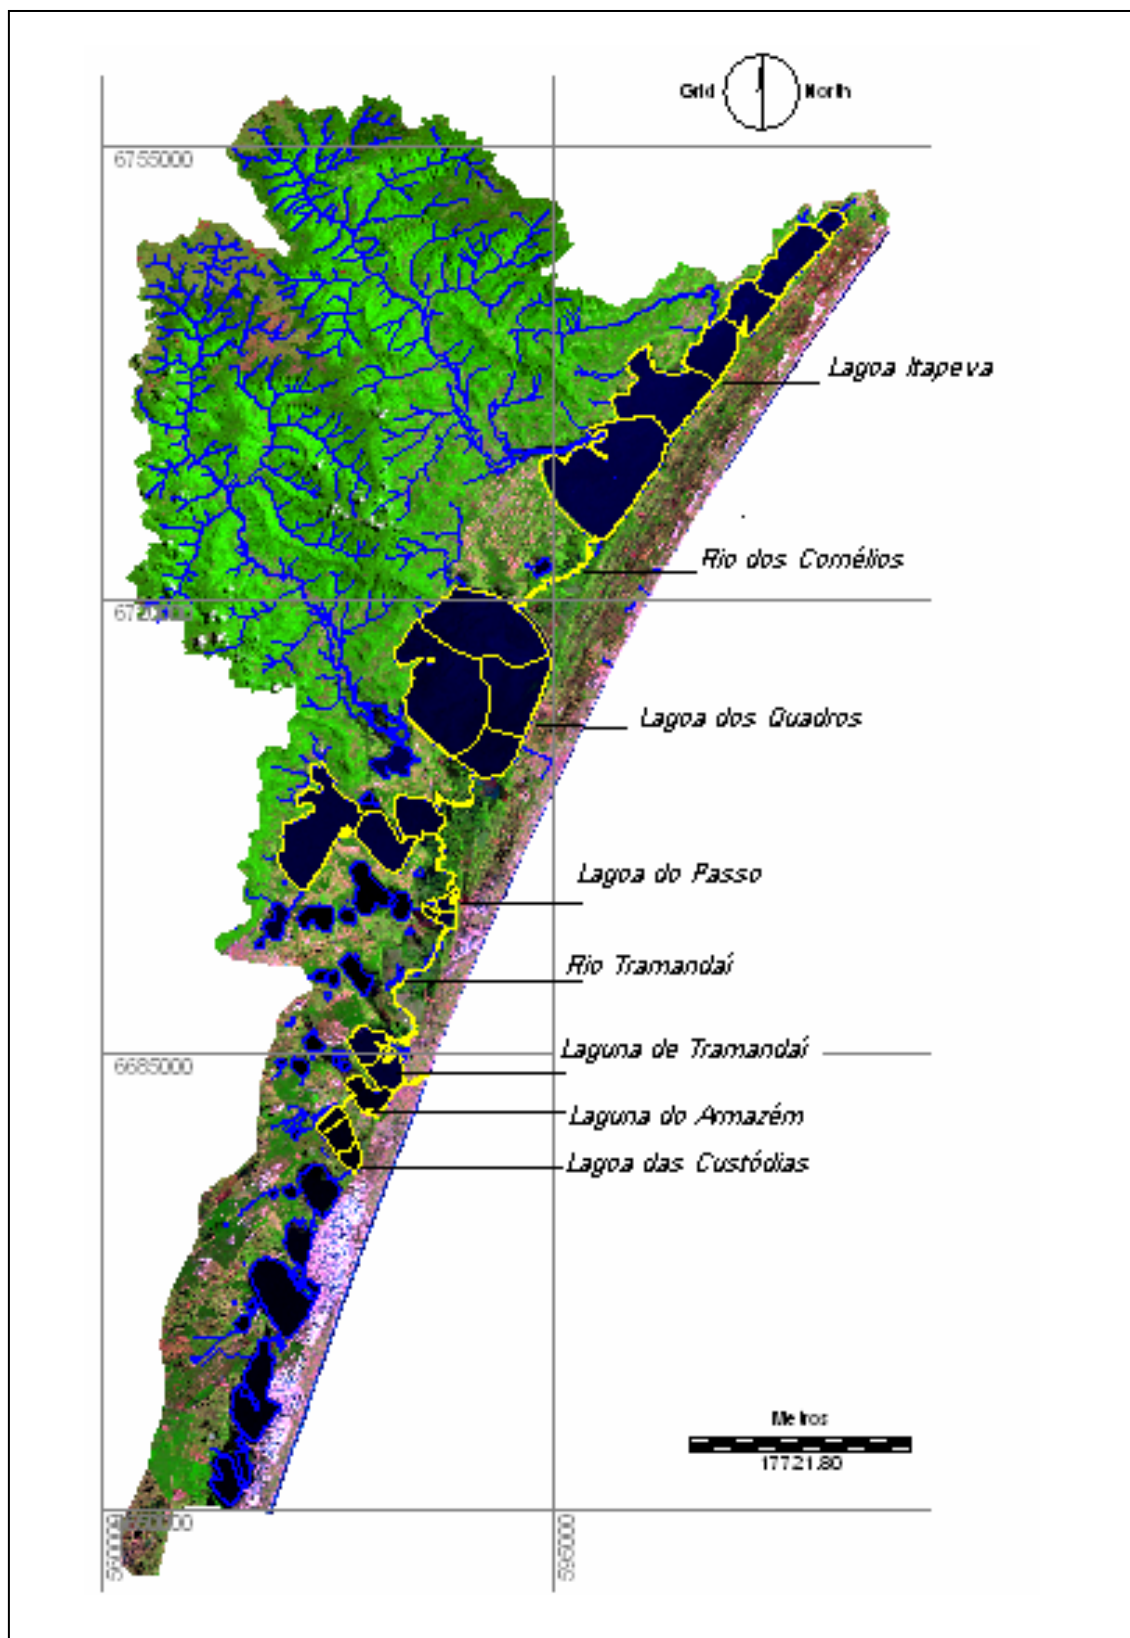 Grid North
6755000
Lagoa Itapeva
Rio dos Cornélios
Lagoa dos Quadros
Lagoa do Passo
Rio Tramandaí
Laguna de Tramandaí
6685000
Laguna do Armazém
Lagoa das Custódias
Metros
17721.80
560000
595000